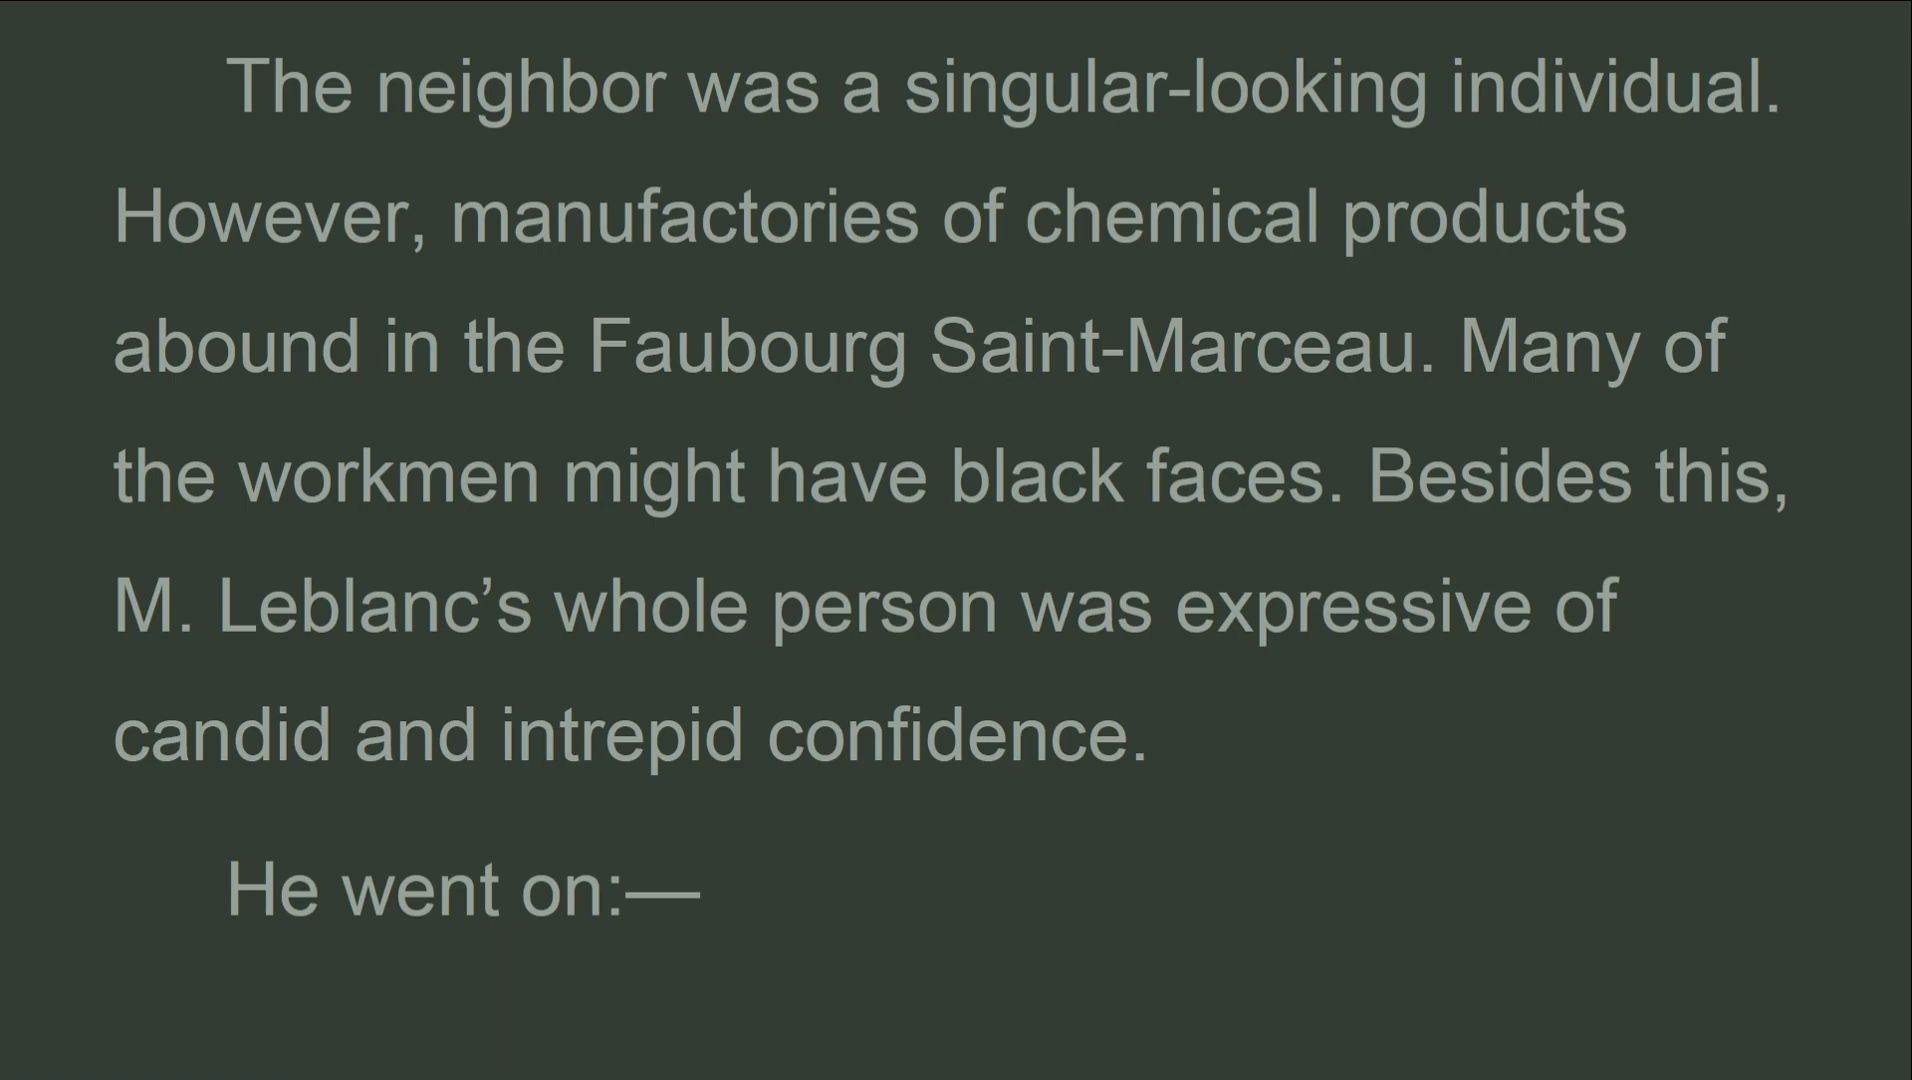 The neighbor was a singular-looking individual.
However, manufactories of chemical products
abound in the Faubourg Saint-Marceau. Many of
the workmen might have black faces. Besides this,
M. Leblanc’s whole person was expressive of
candid and intrepid confidence.
He went on:—